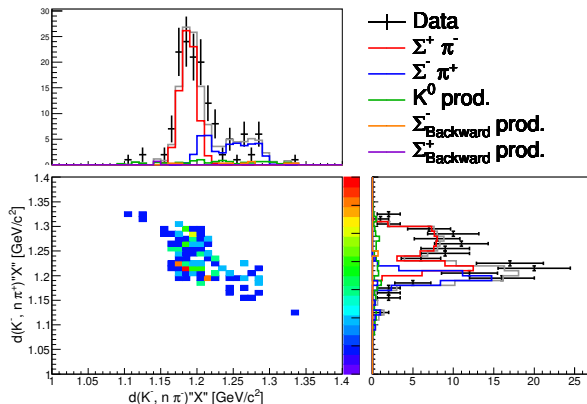 30
25
20
15
10
5
0
Data
Σ⁺ π⁻
Σ⁻ π⁺
K⁰ prod.
Σ⁻Backward prod.
Σ⁺Backward prod.
d(K⁻, n π⁺)"X" [GeV/c²]
1.4
1.35
1.3
1.25
1.2
1.15
1.1
1.05
1
1 1.05 1.1 1.15 1.2 1.25 1.3 1.35 1.4
d(K⁻, n π⁻)"X" [GeV/c²]
0 5 10 15 20 25